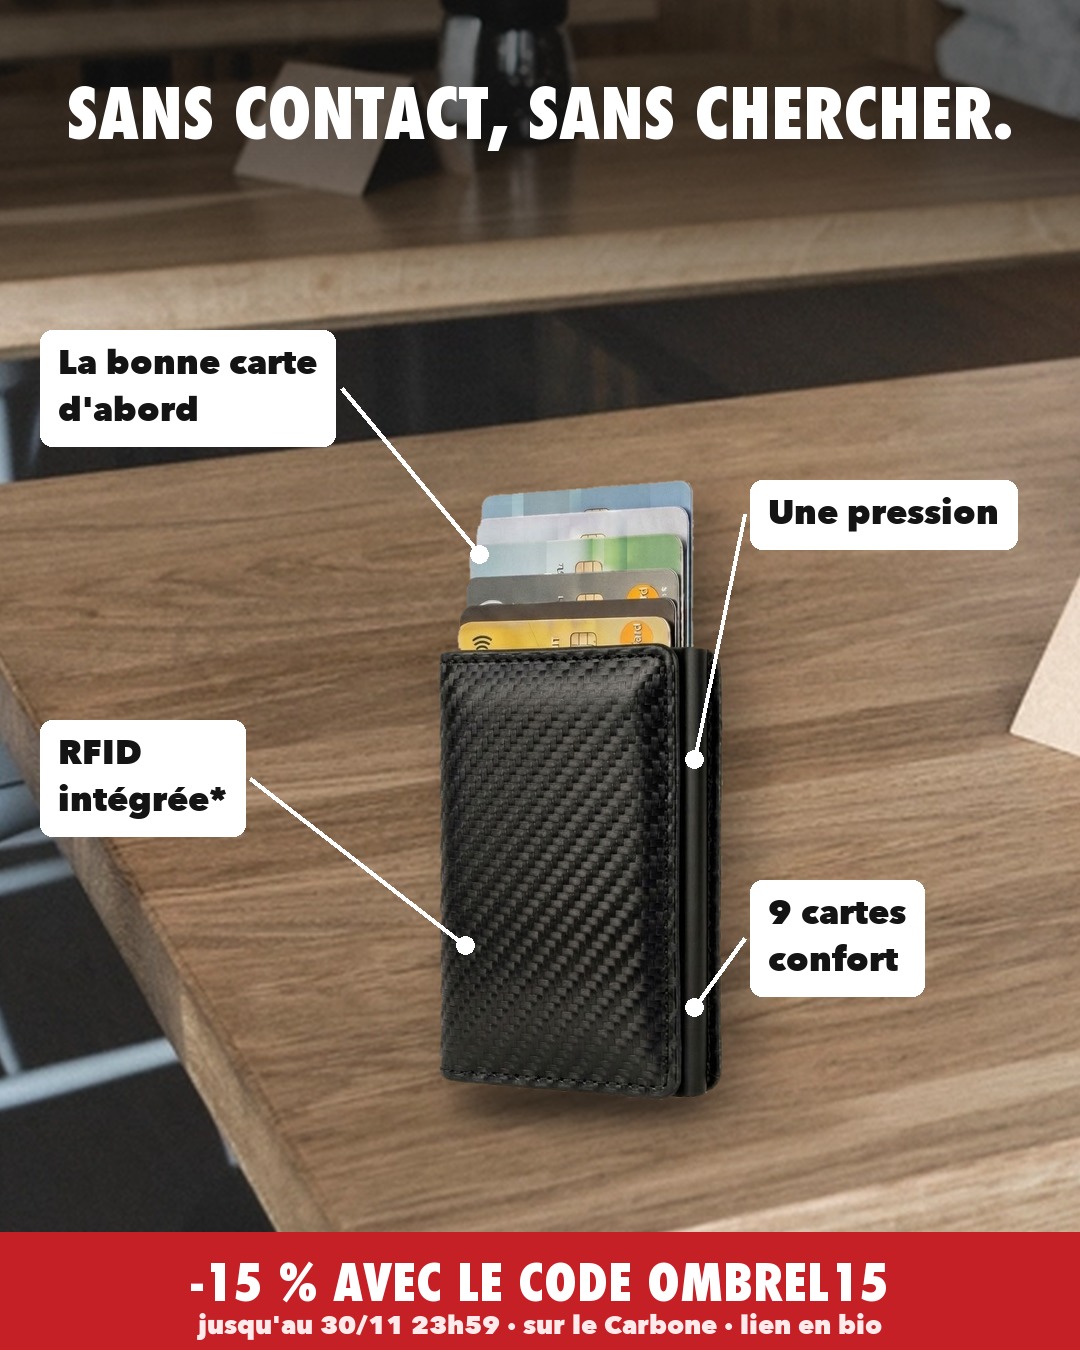 SANS CONTACT, SANS CHERCHER.
La bonne carte
d'abord
Une pression
RFID
intégrée*
9 cartes
confort
-15 % AVEC LE CODE OMBREL15
jusqu'au 30/11 23h59 · sur le Carbone · lien en bio